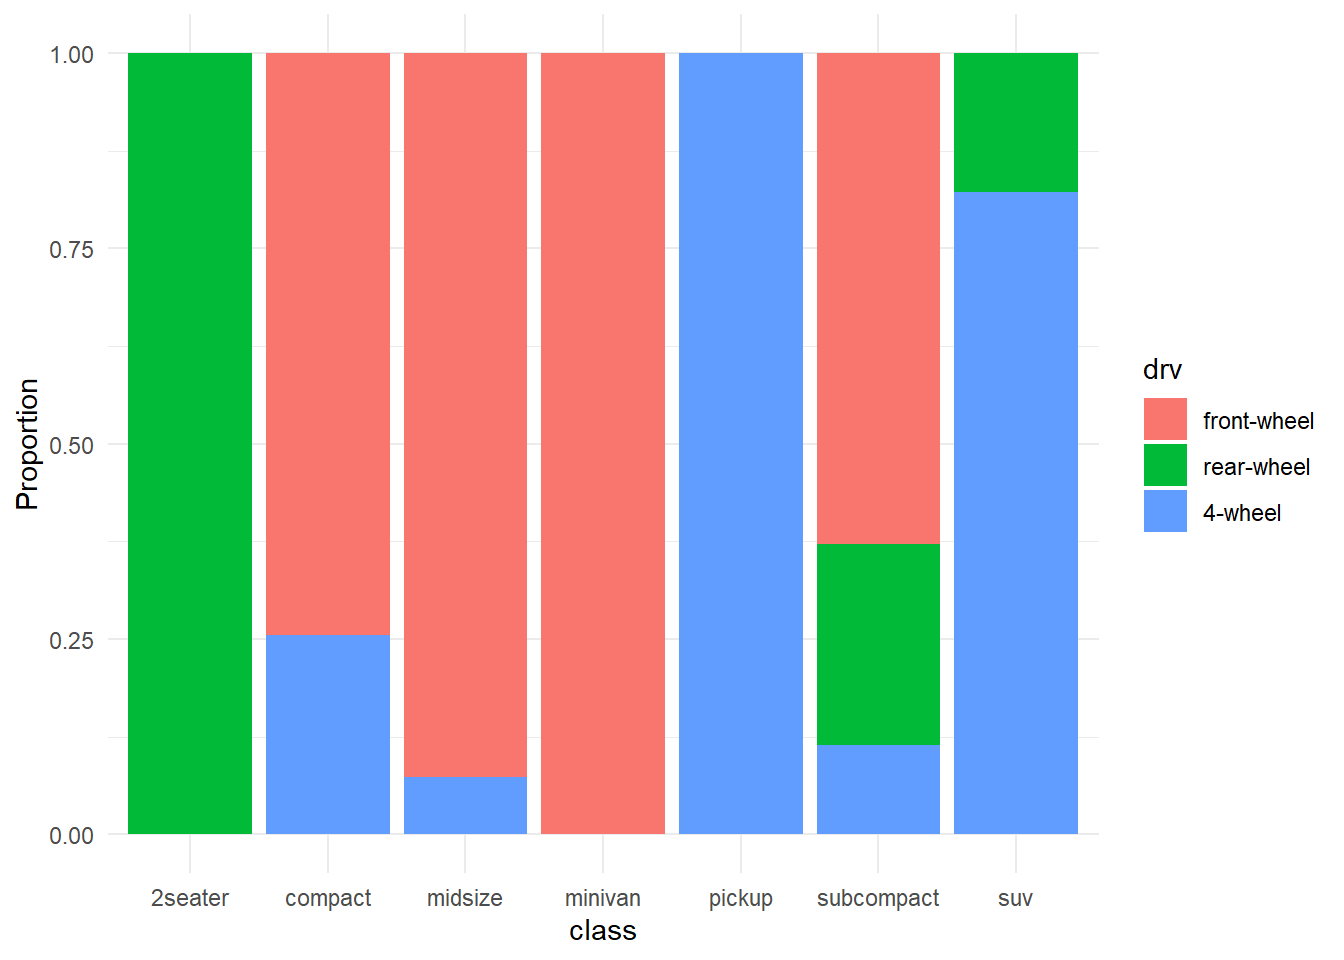 1.00
0.75
0.50
0.25
0.00
Proportion
2seater compact midsize minivan pickup subcompact suv
class
drv
front-wheel
rear-wheel
4-wheel